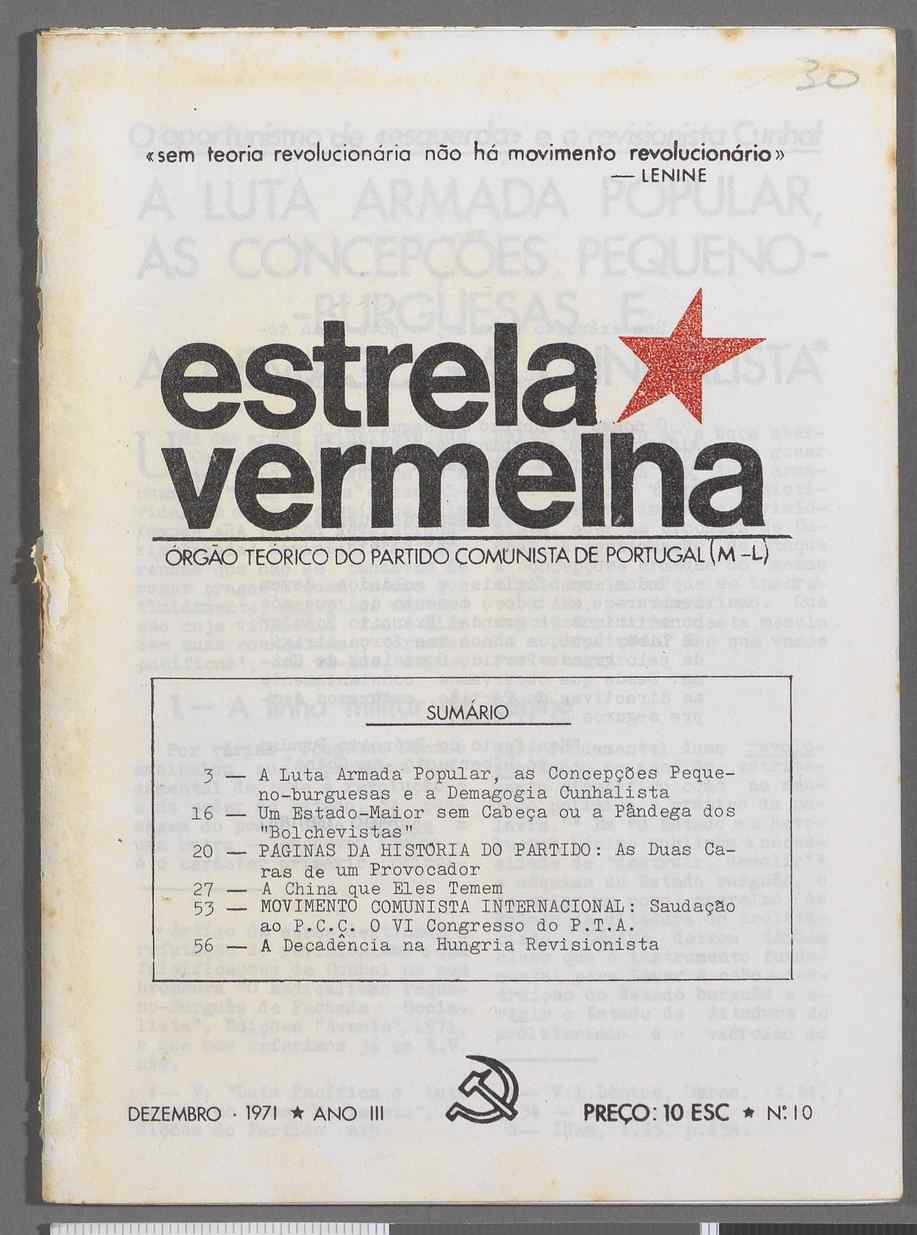 30
«sem teoria revolucionária não há movimento revolucionário»
— LENINE
estrela
vermelha
ÓRGÃO TEÓRICO DO PARTIDO COMUNISTA DE PORTUGAL (M-L)
SUMÁRIO
3 — A Luta Armada Popular, as Concepções Peque-
no-burguesas e a Demagogia Cunhalista
16 — Um Estado-Maior sem Cabeça ou a Pândega dos
"Bolchevistas"
20 — PÁGINAS DA HISTÓRIA DO PARTIDO: As Duas Ca-
ras de um Provocador
27 — A China que Eles Temem
53 — MOVIMENTO COMUNISTA INTERNACIONAL: Saudação
ao P.C.Ç. O VI Congresso do P.T.A.
56 — A Decadência na Hungria Revisionista
DEZEMBRO · 1971 ★ ANO III
PREÇO: 10 ESC ★ Nº 10